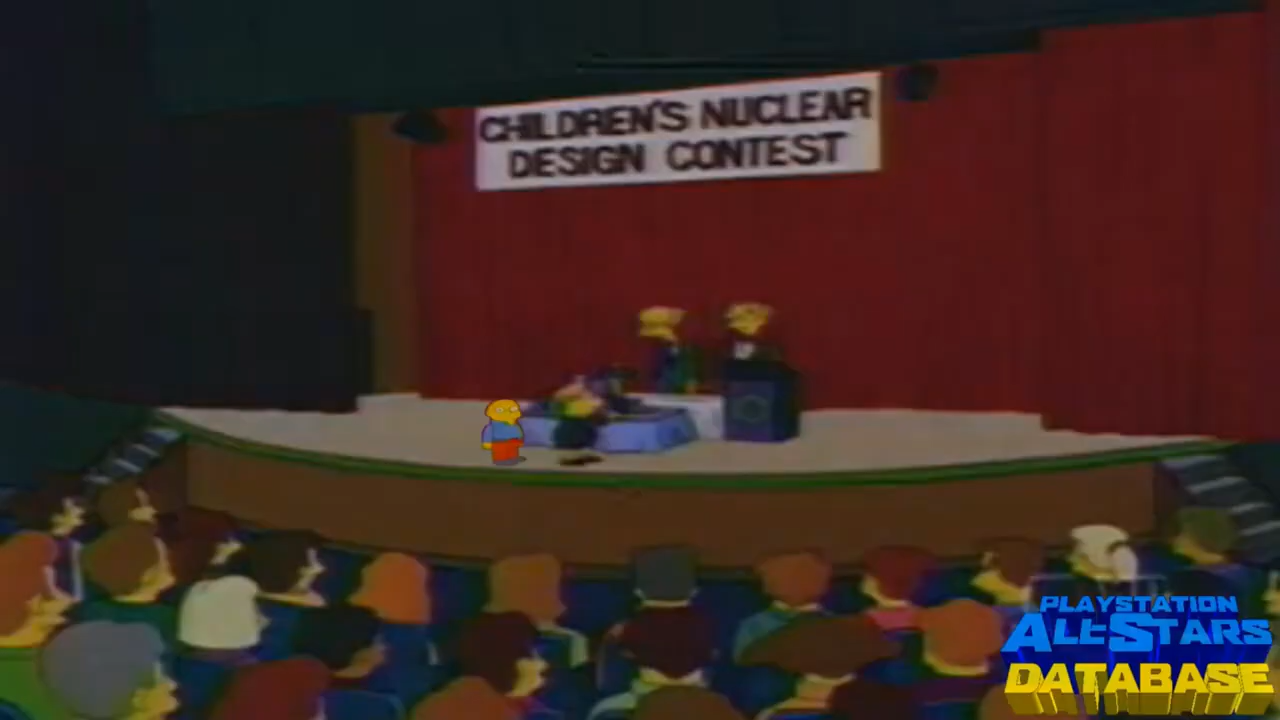 CHILDREN'S NUCLEAR
DESIGN CONTEST
PLAYSTATION
ALL-STARS
DATABASE